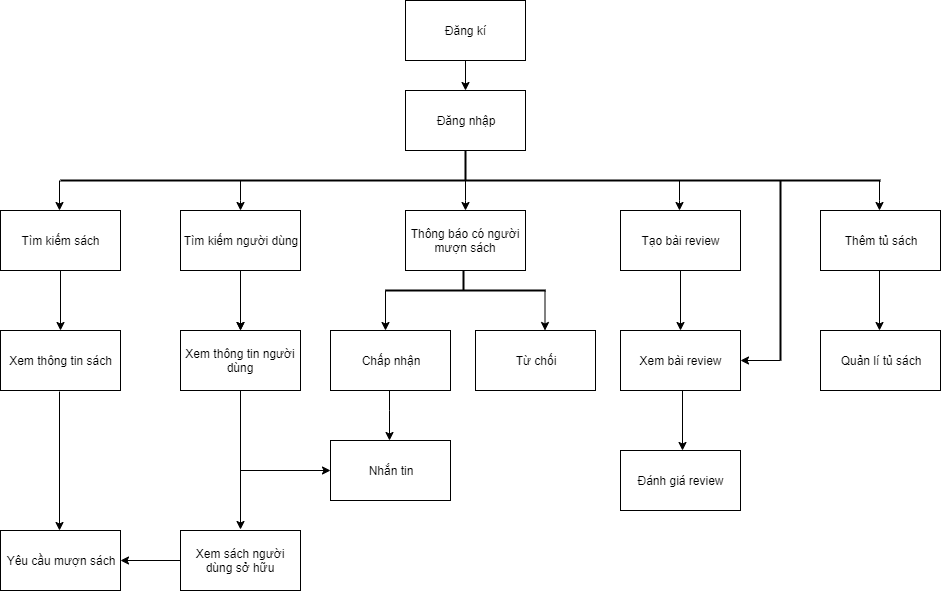 Đăng kí
Đăng nhập
Tìm kiếm sách
Tìm kiếm người dùng
Thông báo có người
mượn sách
Tạo bài review
Thêm tủ sách
Xem thông tin sách
Xem thông tin người
dùng
Chấp nhận
Từ chối
Xem bài review
Quản lí tủ sách
Nhắn tin
Đánh giá review
Yêu cầu mượn sách
Xem sách người
dùng sở hữu